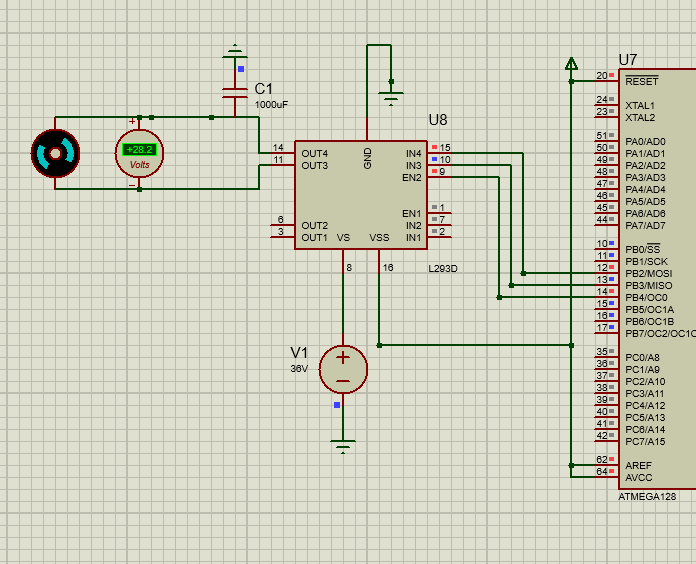 U7
20 RESET
C1
1000uF
24 XTAL1
23 XTAL2
U8
+28.2
Volts
GND
14 OUT4
11 OUT3
6 OUT2
3 OUT1
IN4 15
IN3 10
EN2 9
EN1 1
IN2 7
IN1 2
VS
VSS
8
16
L293D
V1
36V
51 PA0/AD0
50 PA1/AD1
49 PA2/AD2
48 PA3/AD3
47 PA4/AD4
46 PA5/AD5
45 PA6/AD6
44 PA7/AD7
10 PB0/SS
11 PB1/SCK
12 PB2/MOSI
13 PB3/MISO
14 PB4/OC0
15 PB5/OC1A
16 PB6/OC1B
17 PB7/OC2/OC1C
35 PC0/A8
36 PC1/A9
37 PC2/A10
38 PC3/A11
39 PC4/A12
40 PC5/A13
41 PC6/A14
42 PC7/A15
62 AREF
64 AVCC
ATMEGA128